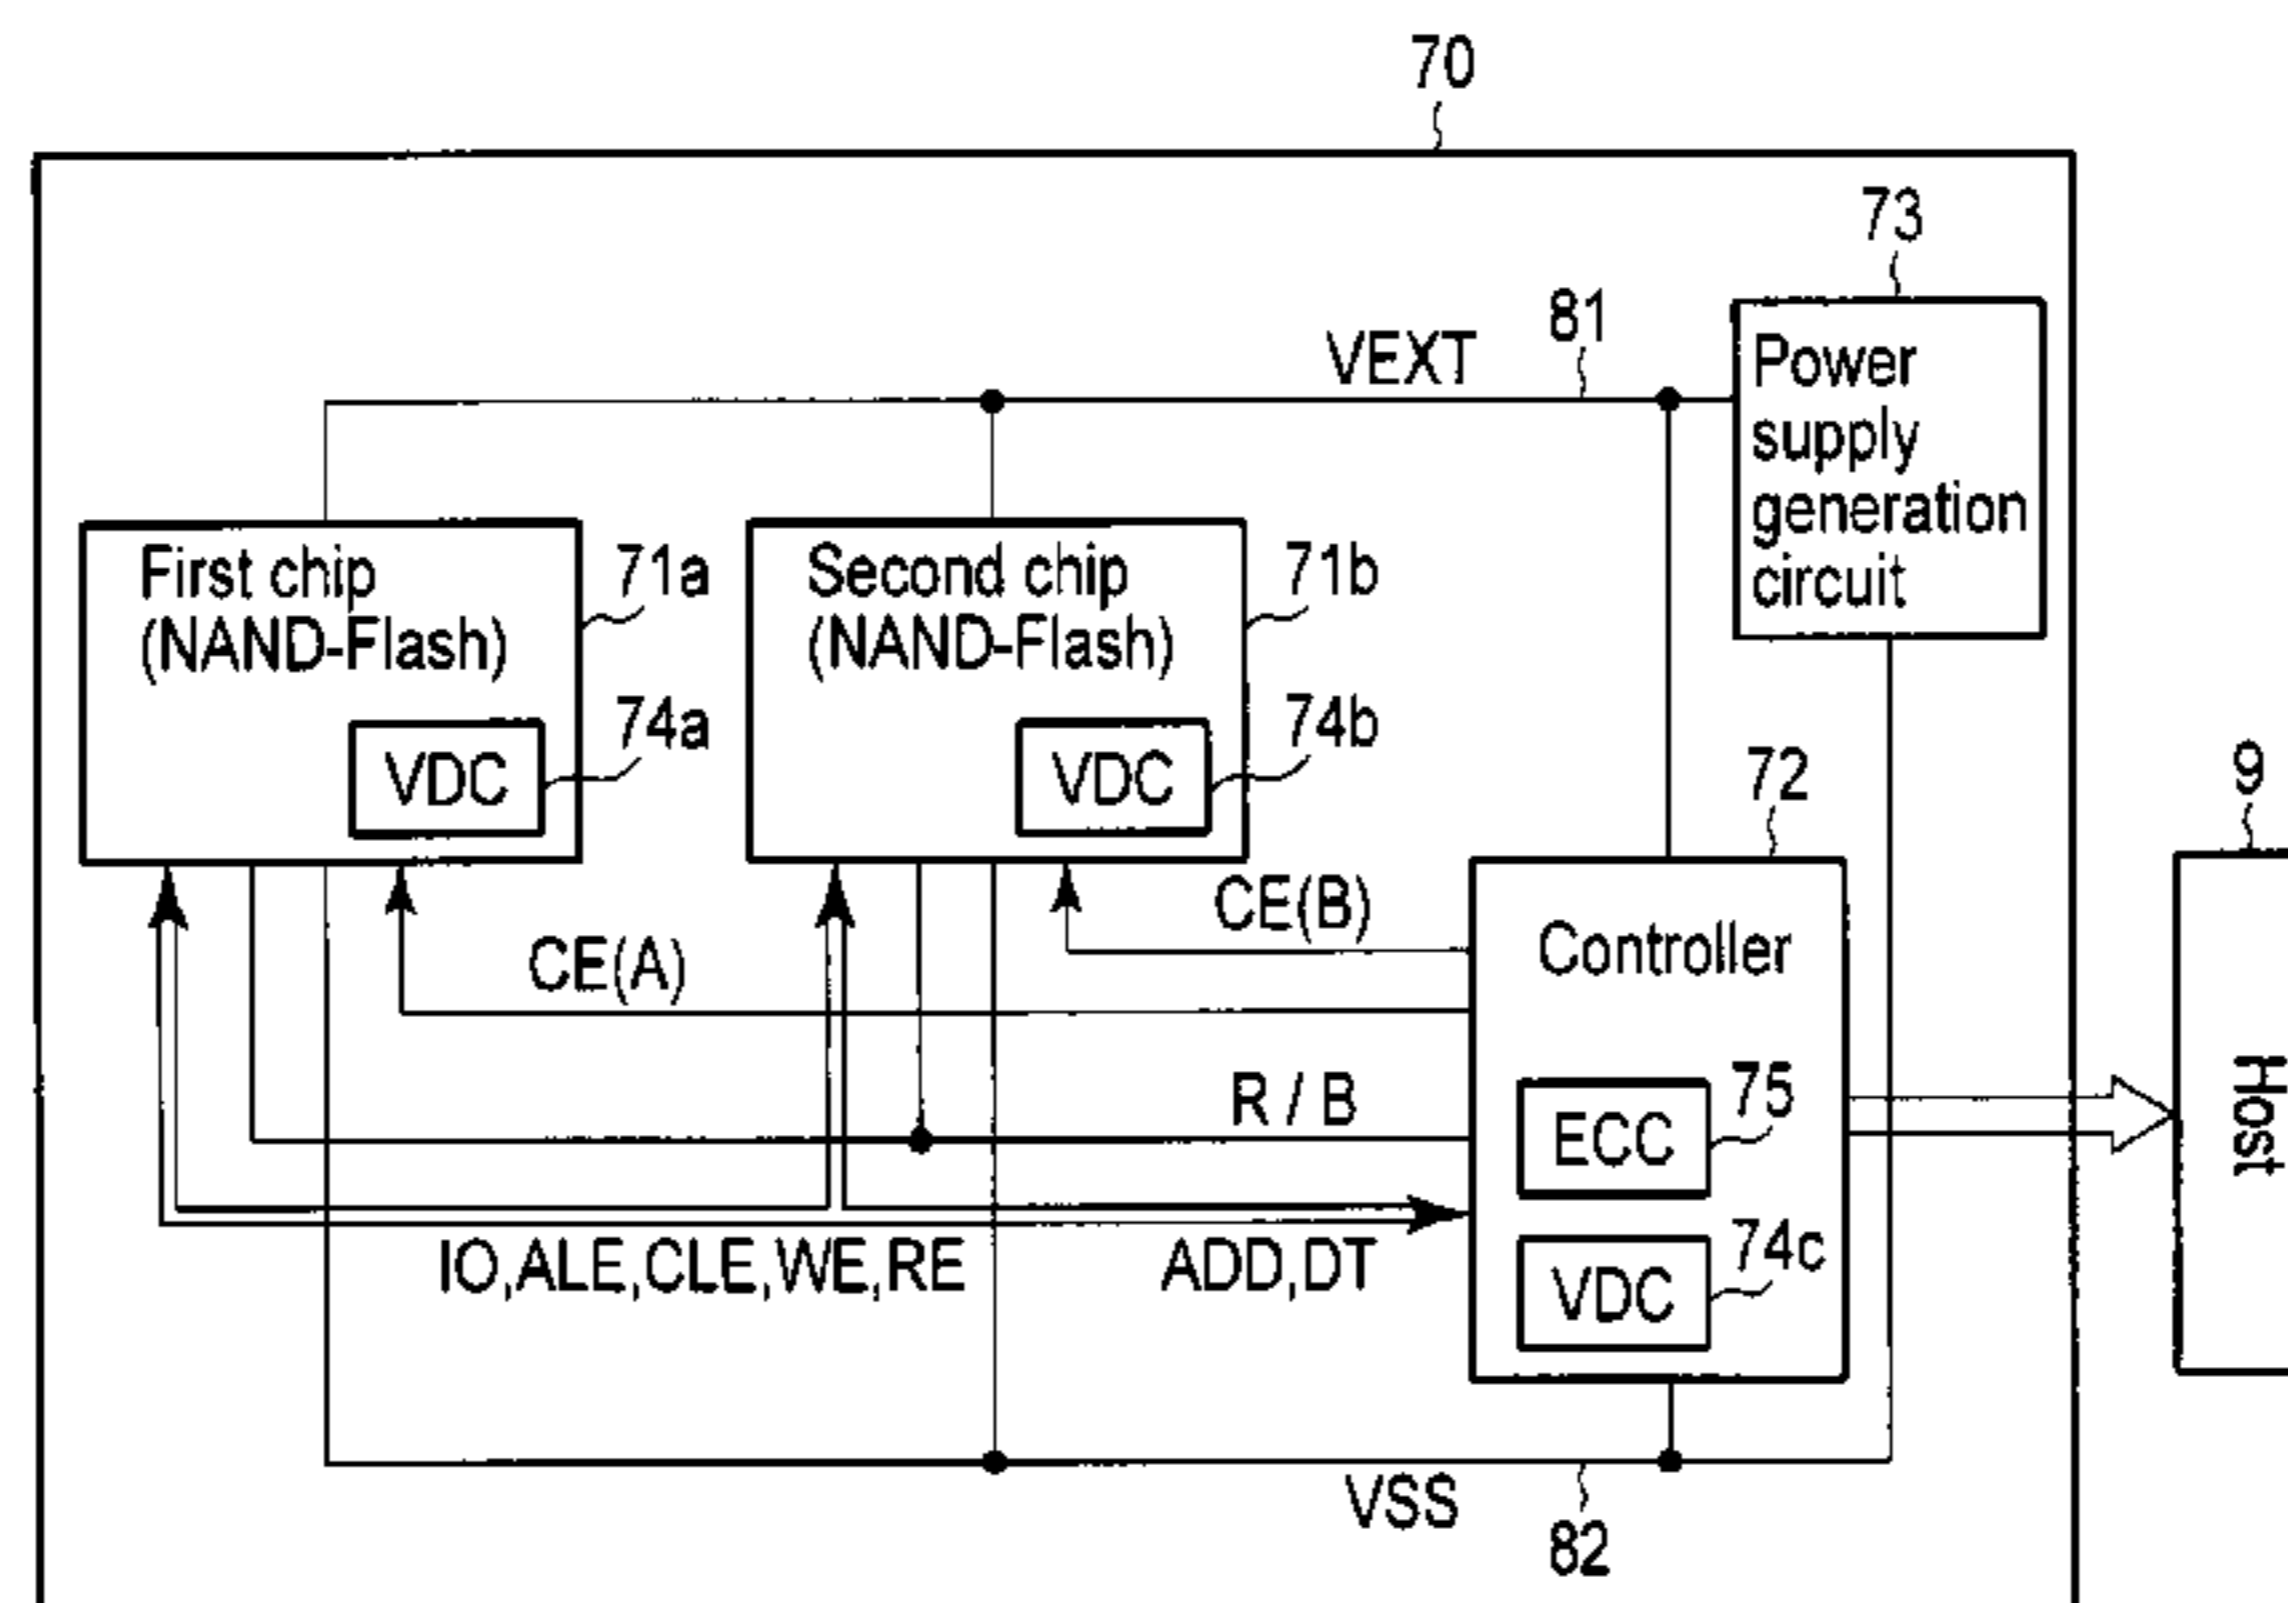 70
73
81
VEXT
Power
supply
generation
circuit
First chip
(NAND-Flash)
71a
74a
VDC
Second chip
(NAND-Flash)
71b
74b
VDC
72
9
CE(B)
CE(A)
Controller
R / B
75
ECC
Host
IO,ALE,CLE,WE,RE
ADD,DT
74c
VDC
VSS
82